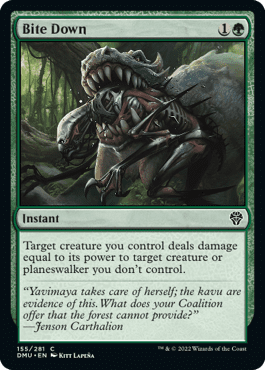 Bite Down 1
Instant
Target creature you control deals damage
equal to its power to target creature or
planeswalker you don't control.
"Yavimaya takes care of herself; the kavu are
evidence of this. What does your Coalition
offer that the forest cannot provide?"
—Jenson Carthalion
155/281 C
DMU • EN Kitt Lapeña ™ & © 2022 Wizards of the Coast